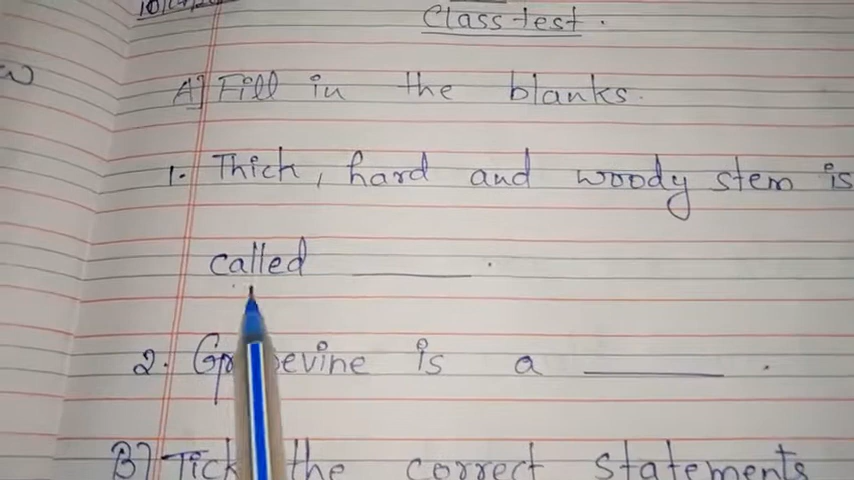 Class test.
A] Fill in the blanks.
1. Thick, hard and woody stem is
called ______.
2. Grapevine is a ______.
B] Tick the correct statements